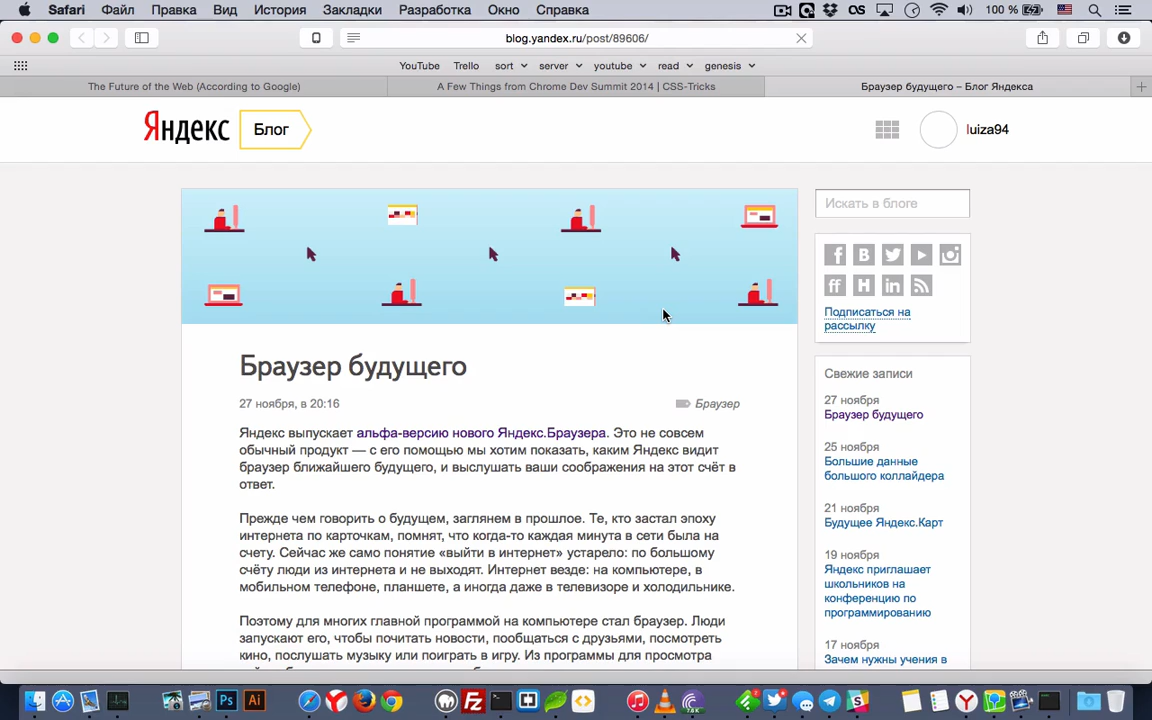 Safari Файл Правка Вид История Закладки Разработка Окно Справка 100 %
blog.yandex.ru/post/89606/
YouTube Trello sort server youtube read genesis
The Future of the Web (According to Google)
A Few Things from Chrome Dev Summit 2014 | CSS-Tricks
Браузер будущего – Блог Яндекса
Яндекс Блог
luiza94
Браузер будущего
27 ноября, в 20:16
Браузер
Яндекс выпускает альфа-версию нового Яндекс.Браузера. Это не совсем
обычный продукт — с его помощью мы хотим показать, каким Яндекс видит
браузер ближайшего будущего, и выслушать ваши соображения на этот счёт в
ответ.
Прежде чем говорить о будущем, заглянем в прошлое. Те, кто застал эпоху
интернета по карточкам, помнят, что когда-то каждая минута в сети была на
счету. Сейчас же само понятие «выйти в интернет» устарело: по большому
счёту люди из интернета и не выходят. Интернет везде: на компьютере, в
мобильном телефоне, планшете, а иногда даже в телевизоре и холодильнике.
Поэтому для многих главной программой на компьютере стал браузер. Люди
запускают его, чтобы почитать новости, пообщаться с друзьями, посмотреть
кино, послушать музыку или поиграть в игру. Из программы для просмотра
Искать в блоге
Подписаться на
рассылку
Свежие записи
27 ноября
Браузер будущего
25 ноября
Большие данные
большого коллайдера
21 ноября
Будущее Яндекс.Карт
19 ноября
Яндекс приглашает
школьников на
конференцию по
программированию
17 ноября
Зачем нужны учения в